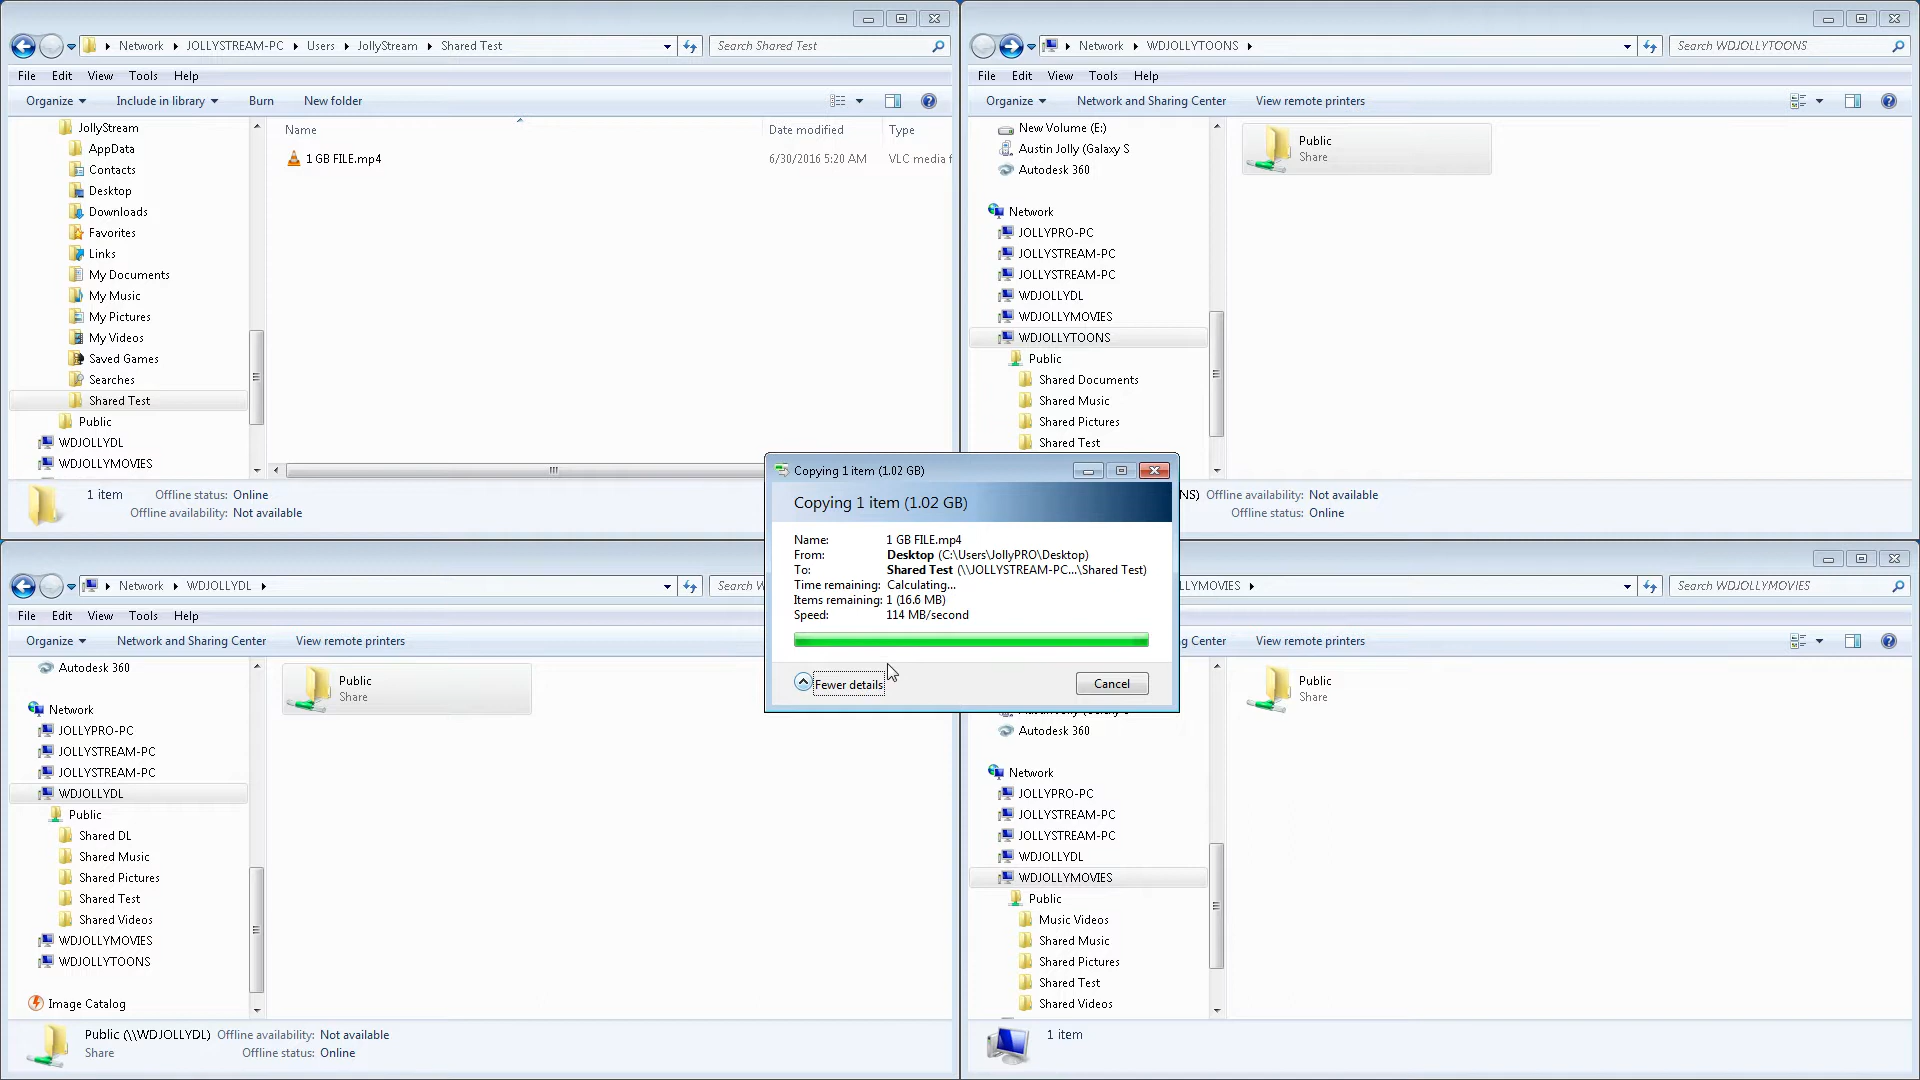 Network ▸ JOLLYSTREAM-PC ▸ Users ▸ JollyStream ▸ Shared Test
Search Shared Test
File Edit View Tools Help
Organize Include in library Burn New folder
JollyStream
AppData
Contacts
Desktop
Downloads
Favorites
Links
My Documents
My Music
My Pictures
My Videos
Saved Games
Searches
Shared Test
Public
WDJOLLYDL
WDJOLLYMOVIES
Name Date modified Type
1 GB FILE.mp4 6/30/2016 5:20 AM VLC media f
1 item Offline status: Online
Offline availability: Not available
Network ▸ WDJOLLYTOONS ▸
Search WDJOLLYTOONS
File Edit View Tools Help
Organize Network and Sharing Center View remote printers
New Volume (E:)
Austin Jolly (Galaxy S
Autodesk 360
Network
JOLLYPRO-PC
JOLLYSTREAM-PC
JOLLYSTREAM-PC
WDJOLLYDL
WDJOLLYMOVIES
WDJOLLYTOONS
Public
Shared Documents
Shared Music
Shared Pictures
Shared Test
Public
Share
NS) Offline availability: Not available
Offline status: Online
Copying 1 item (1.02 GB)
Copying 1 item (1.02 GB)
Name: 1 GB FILE.mp4
From: Desktop (C:\Users\JollyPRO\Desktop)
To: Shared Test (\\JOLLYSTREAM-PC...\Shared Test)
Time remaining: Calculating...
Items remaining: 1 (16.6 MB)
Speed: 114 MB/second
Fewer details
Cancel
Network ▸ WDJOLLYDL ▸
Search W
File Edit View Tools Help
Organize Network and Sharing Center View remote printers
Autodesk 360
Network
JOLLYPRO-PC
JOLLYSTREAM-PC
JOLLYSTREAM-PC
WDJOLLYDL
Public
Shared DL
Shared Music
Shared Pictures
Shared Test
Shared Videos
WDJOLLYMOVIES
WDJOLLYTOONS
Image Catalog
Public
Share
Public (\\WDJOLLYDL) Offline availability: Not available
Share Offline status: Online
LLYMOVIES ▸
Search WDJOLLYMOVIES
g Center View remote printers
Autodesk 360
Network
JOLLYPRO-PC
JOLLYSTREAM-PC
JOLLYSTREAM-PC
WDJOLLYDL
WDJOLLYMOVIES
Public
Music Videos
Shared Music
Shared Pictures
Shared Test
Shared Videos
Public
Share
1 item